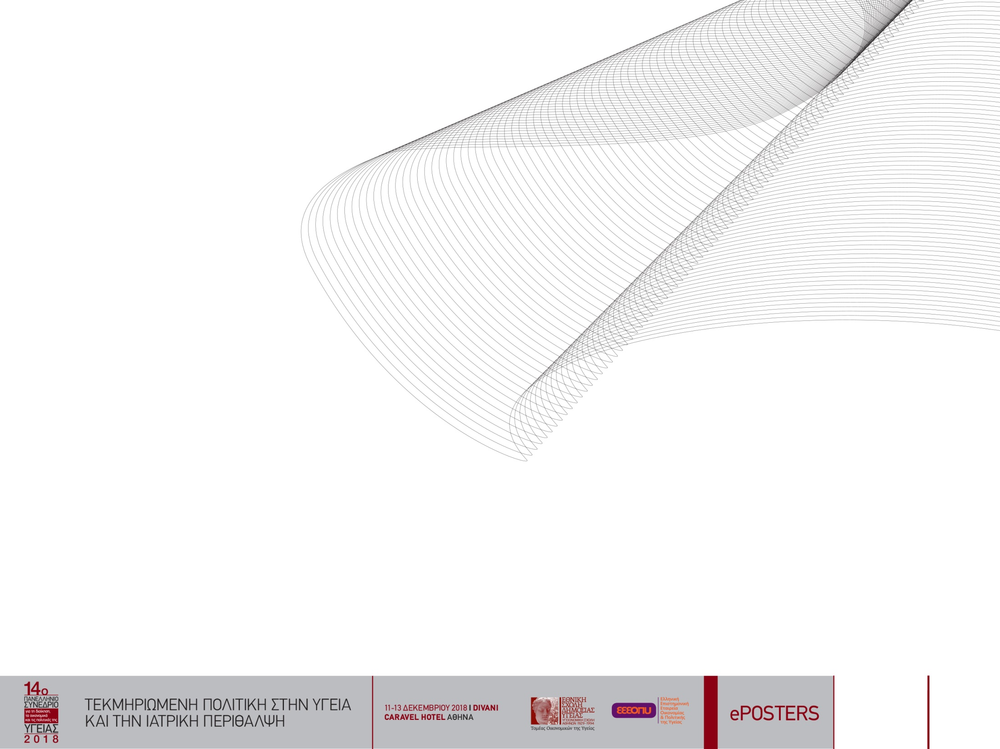 14ο
ΠΑΝΕΛΛΗΝΙΟ
ΣΥΝΕΔΡΙΟ
για τη διοίκηση,
τα οικονομικά
και τις πολιτικές της
ΥΓΕΙΑΣ
2018
ΤΕΚΜΗΡΙΩΜΕΝΗ ΠΟΛΙΤΙΚΗ ΣΤΗΝ ΥΓΕΙΑ
ΚΑΙ ΤΗΝ ΙΑΤΡΙΚΗ ΠΕΡΙΘΑΛΨΗ
11-13 ΔΕΚΕΜΒΡΙΟΥ 2018 Ι DIVANI
CARAVEL HOTEL ΑΘΗΝΑ
ΕΘΝΙΚΗ
ΣΧΟΛΗ
ΔΗΜΟΣΙΑΣ
ΥΓΕΙΑΣ
ΥΓΕΙΟΝΟΜΙΚΗ ΣΧΟΛΗ
ΑΘΗΝΩΝ 1929-1994
Τομέας Οικονομικών της Υγείας
εεεοπυ
Ελληνική
Επιστημονική
Εταιρεία
Οικονομίας
& Πολιτικής
της Υγείας
ePOSTERS